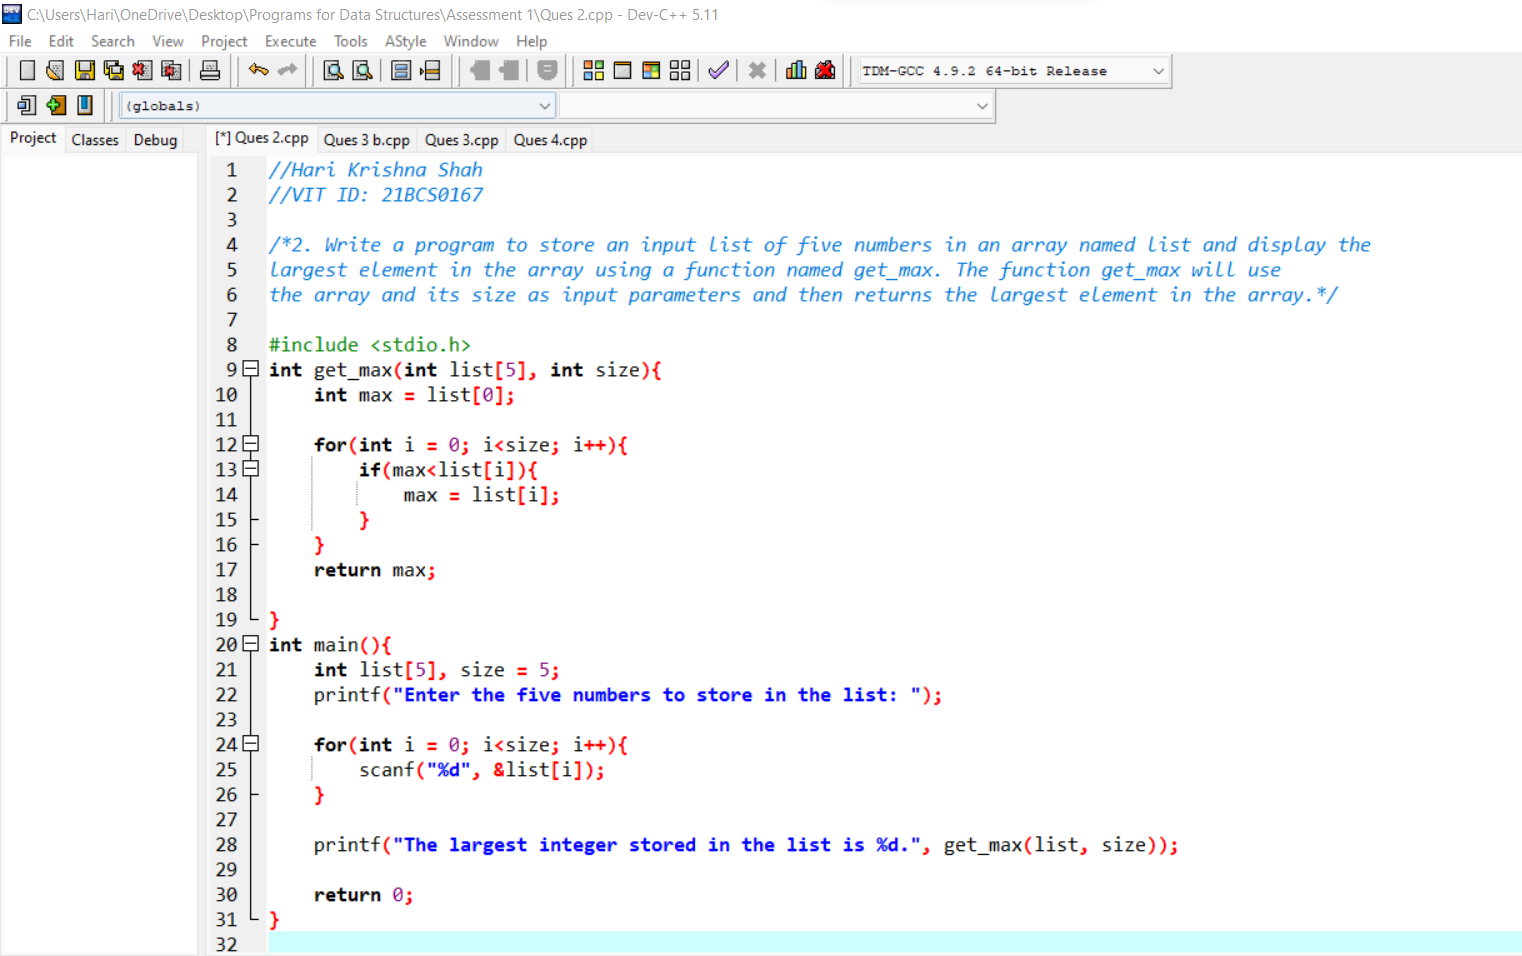 C:\Users\Hari\OneDrive\Desktop\Programs for Data Structures\Assessment 1\Ques 2.cpp - Dev-C++ 5.11
File Edit Search View Project Execute Tools AStyle Window Help
TDM-GCC 4.9.2 64-bit Release
(globals)
Project Classes Debug [*] Ques 2.cpp Ques 3 b.cpp Ques 3.cpp Ques 4.cpp
1 //Hari Krishna Shah
2 //VIT ID: 21BCS0167
3
4 /*2. Write a program to store an input list of five numbers in an array named list and display the
5 largest element in the array using a function named get_max. The function get_max will use
6 the array and its size as input parameters and then returns the largest element in the array.*/
7
8 #include <stdio.h>
9 int get_max(int list[5], int size){
10 int max = list[0];
11
12 for(int i = 0; i<size; i++){
13 if(max<list[i]){
14 max = list[i];
15 }
16 }
17 return max;
18
19 }
20 int main(){
21 int list[5], size = 5;
22 printf("Enter the five numbers to store in the list: ");
23
24 for(int i = 0; i<size; i++){
25 scanf("%d", &list[i]);
26 }
27
28 printf("The largest integer stored in the list is %d.", get_max(list, size));
29
30 return 0;
31 }
32